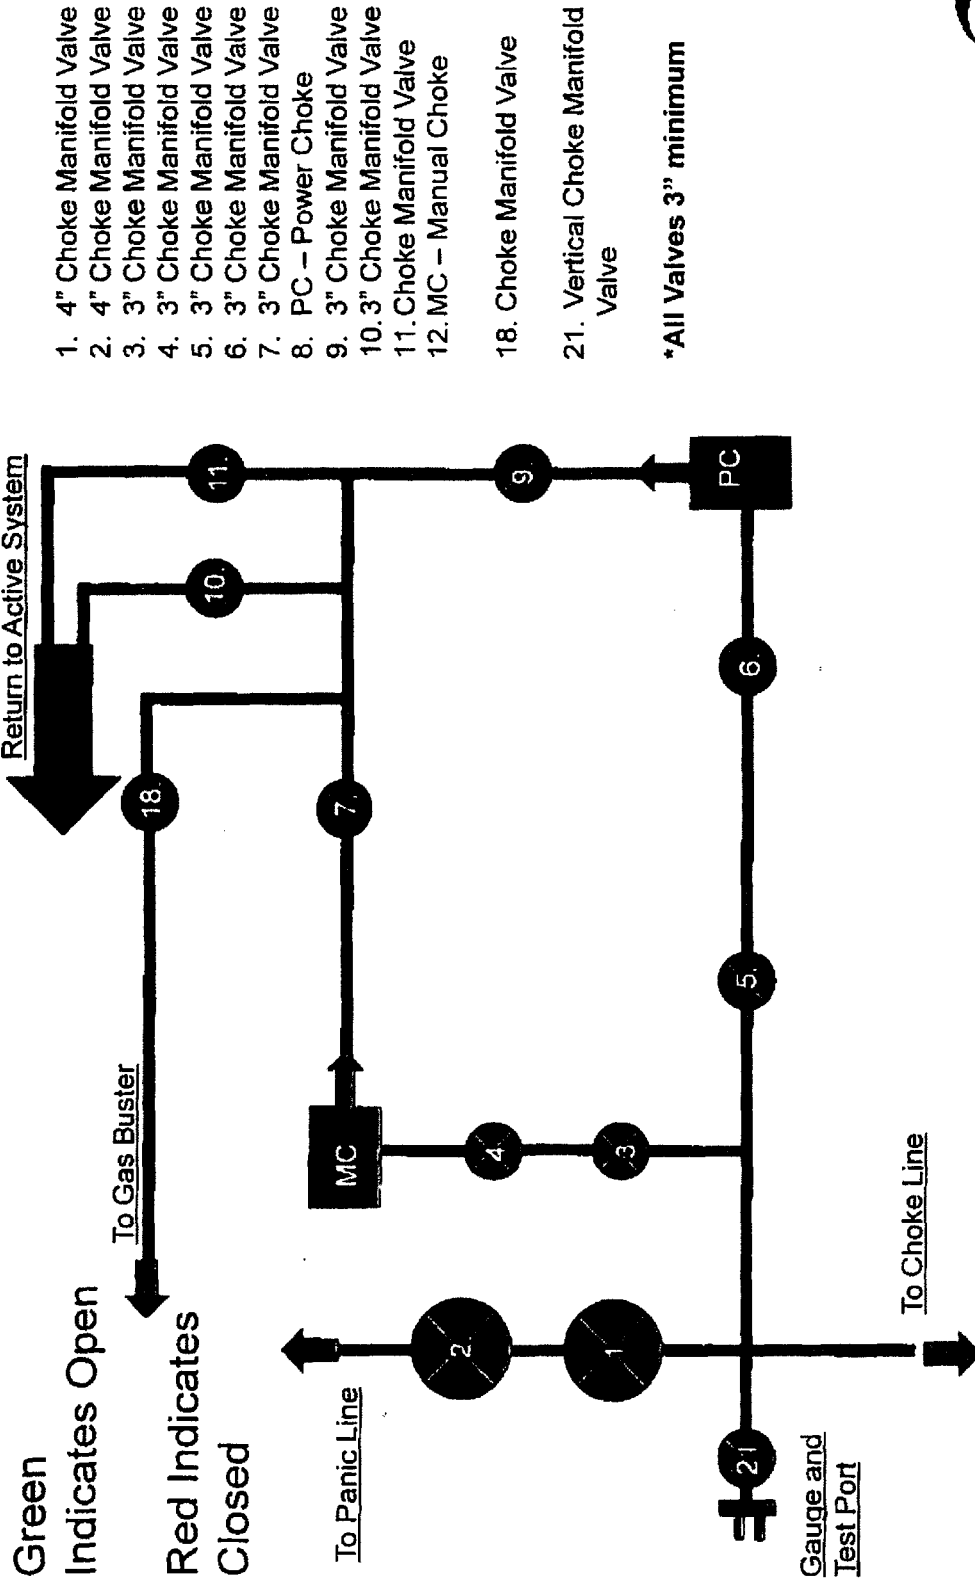 Green
Indicates Open
Red Indicates
Closed
To Gas Buster
Return to Active System
To Panic Line
Gauge and
Test Port
To Choke Line
18.
10.
11.
MC
7.
9.
2.
1.
4.
3
21
5.
6.
PC
1. 4" Choke Manifold Valve
2. 4" Choke Manifold Valve
3. 3" Choke Manifold Valve
4. 3" Choke Manifold Valve
5. 3" Choke Manifold Valve
6. 3" Choke Manifold Valve
7. 3" Choke Manifold Valve
8. PC – Power Choke
9. 3" Choke Manifold Valve
10. 3" Choke Manifold Valve
11. Choke Manifold Valve
12. MC – Manual Choke
18. Choke Manifold Valve
21. Vertical Choke Manifold
Valve
*All Valves 3" minimum